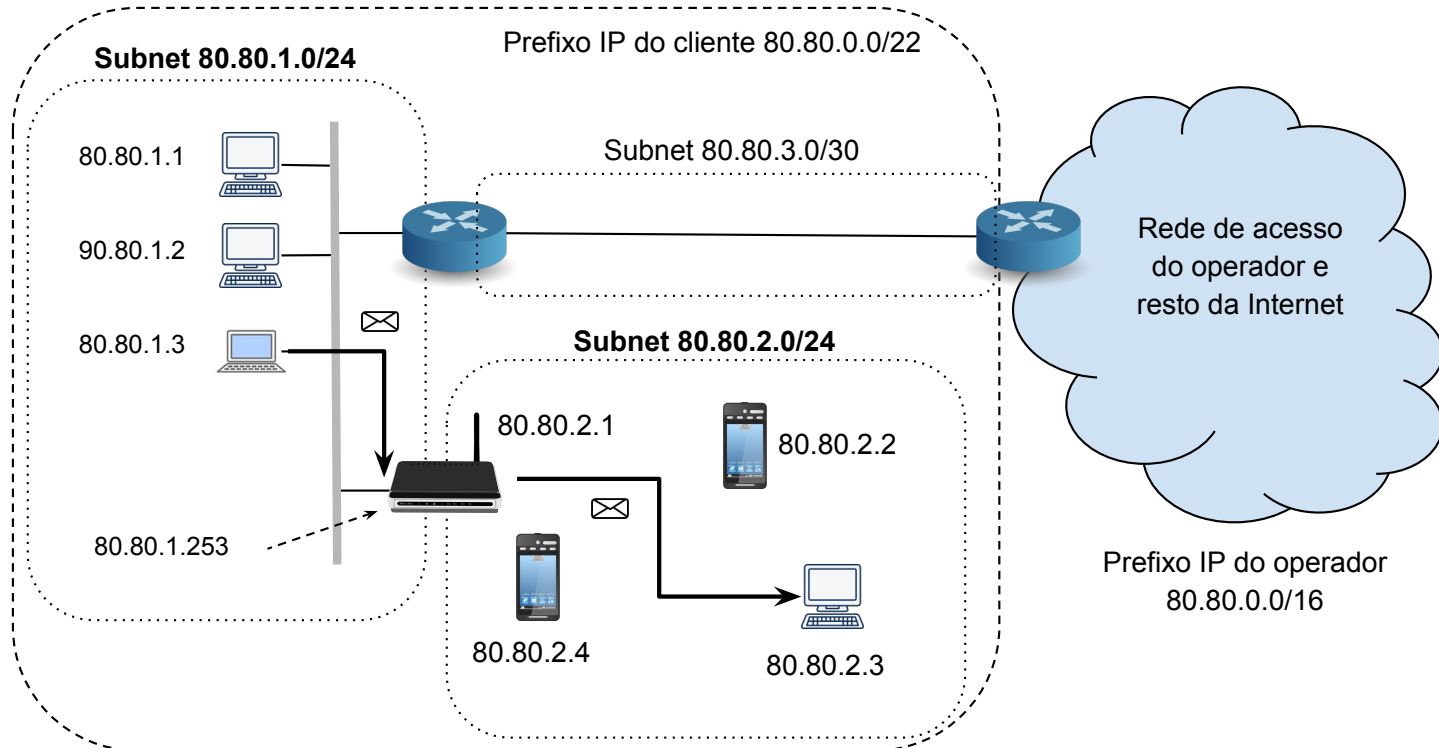 Prefixo IP do cliente 80.80.0.0/22
Subnet 80.80.1.0/24
80.80.1.1
90.80.1.2
80.80.1.3
80.80.1.253
Subnet 80.80.3.0/30
Subnet 80.80.2.0/24
80.80.2.1
80.80.2.2
80.80.2.4
80.80.2.3
Rede de acesso
do operador e
resto da Internet
Prefixo IP do operador
80.80.0.0/16